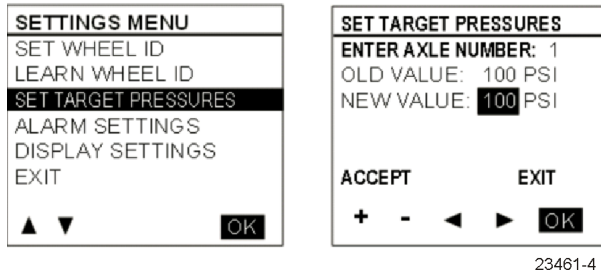 SETTINGS MENU
SET WHEEL ID
LEARN WHEEL ID
SET TARGET PRESSURES
ALARM SETTINGS
DISPLAY SETTINGS
EXIT
▲ ▼ OK
SET TARGET PRESSURES
ENTER AXLE NUMBER: 1
OLD VALUE: 100 PSI
NEW VALUE: 100 PSI
ACCEPT EXIT
+ - ◄ ► OK
23461-4